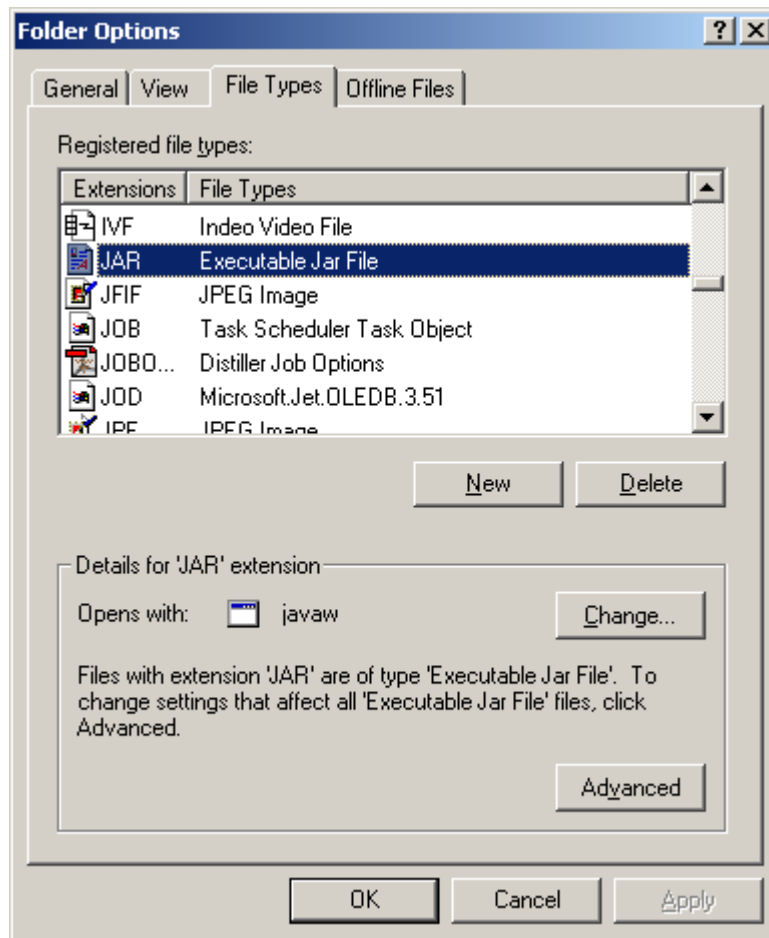 Folder Options
General View File Types Offline Files
Registered file types:
Extensions File Types
IVF Indeo Video File
JAR Executable Jar File
JFIF JPEG Image
JOB Task Scheduler Task Object
JOBO... Distiller Job Options
JOD Microsoft.Jet.OLEDB.3.51
JPE JPEG Image
New Delete
Details for 'JAR' extension
Opens with: javaw Change...
Files with extension 'JAR' are of type 'Executable Jar File'. To
change settings that affect all 'Executable Jar File' files, click
Advanced.
Advanced
OK Cancel Apply